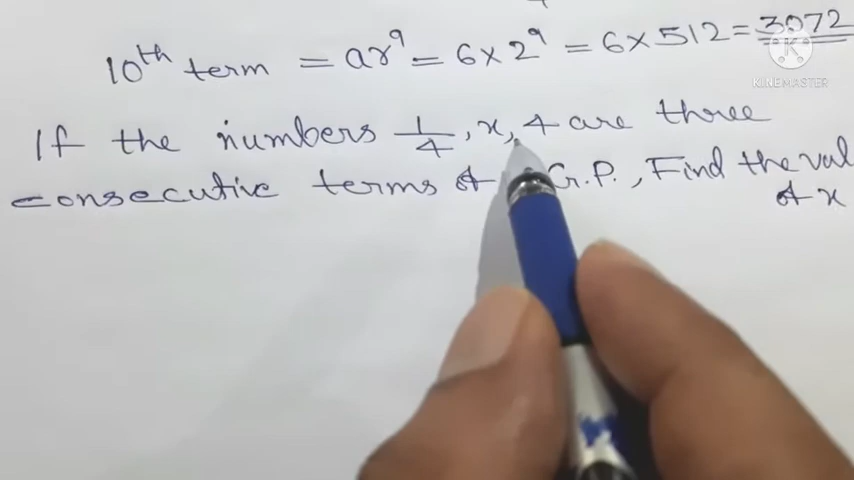 10th term = ar⁹ = 6 × 2⁹ = 6 × 512 = 3072
KINEMASTER
If the numbers 1/4, x, 4 are three
consecutive terms of G.P., Find the val
of x